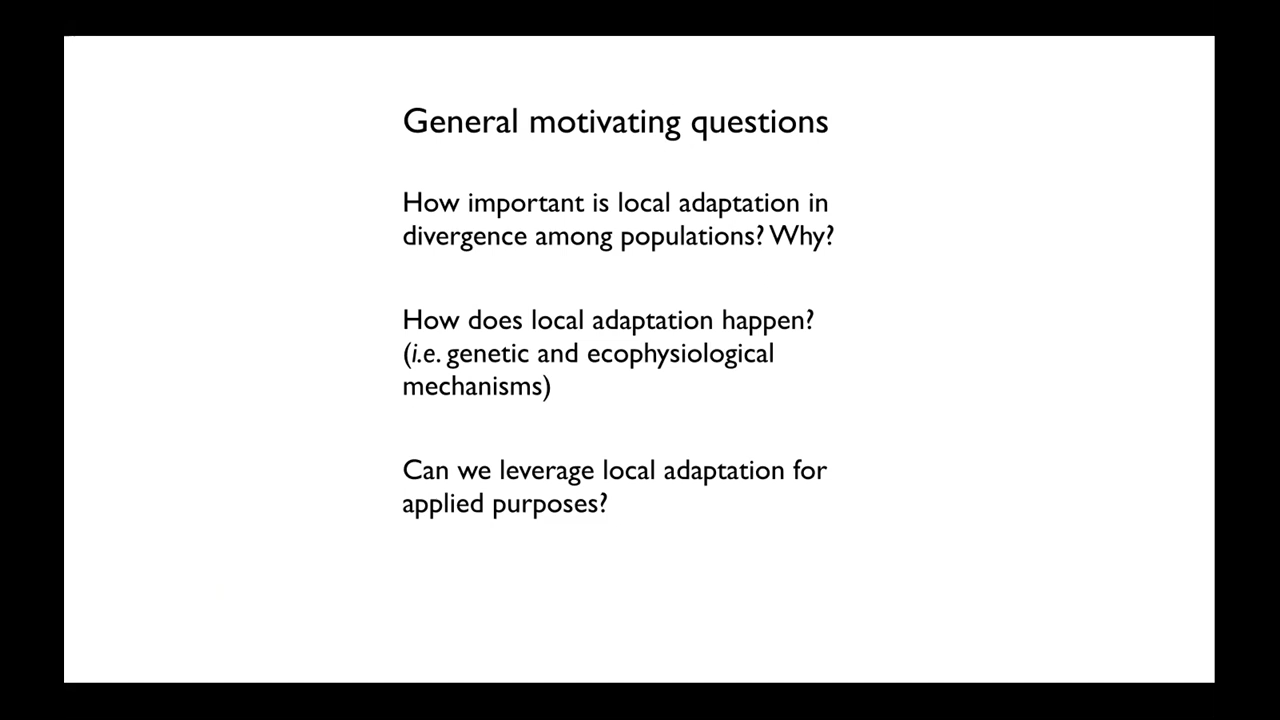 General motivating questions
How important is local adaptation in
divergence among populations? Why?
How does local adaptation happen?
(i.e. genetic and ecophysiological
mechanisms)
Can we leverage local adaptation for
applied purposes?